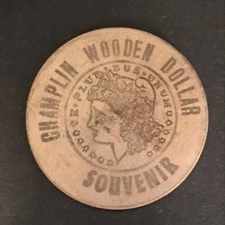 CHAMPLIN WOODEN DOLLAR
E·PLURIBUS·UNUM
SOUVENIR